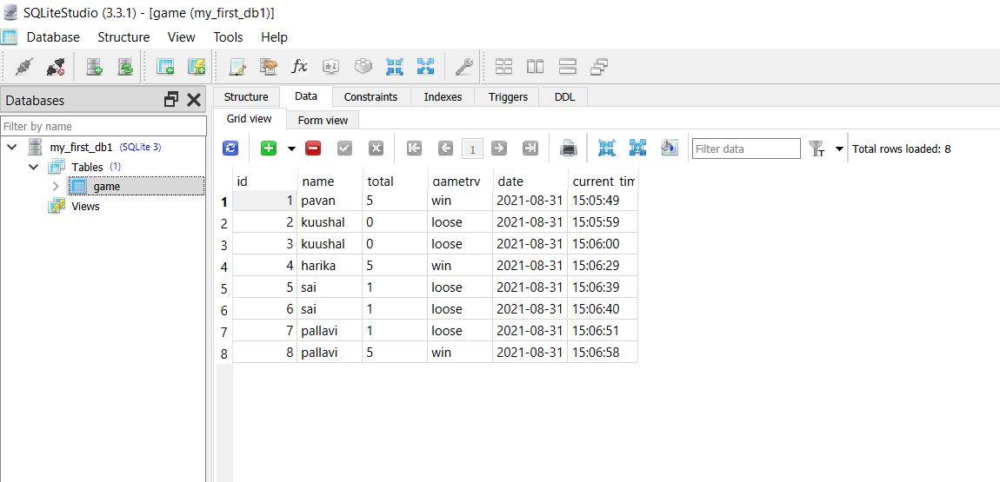 SQLiteStudio (3.3.1) - [game (my_first_db1)]
Database Structure View Tools Help
Databases
Filter by name
my_first_db1 (SQLite 3)
Tables (1)
game
Views
Structure Data Constraints Indexes Triggers DDL
Grid view Form view
1 Filter data Total rows loaded: 8
id name total gametry date current_tim
1 1 pavan 5 win 2021-08-31 15:05:49
2 2 kuushal 0 loose 2021-08-31 15:05:59
3 3 kuushal 0 loose 2021-08-31 15:06:00
4 4 harika 5 win 2021-08-31 15:06:29
5 5 sai 1 loose 2021-08-31 15:06:39
6 6 sai 1 loose 2021-08-31 15:06:40
7 7 pallavi 1 loose 2021-08-31 15:06:51
8 8 pallavi 5 win 2021-08-31 15:06:58